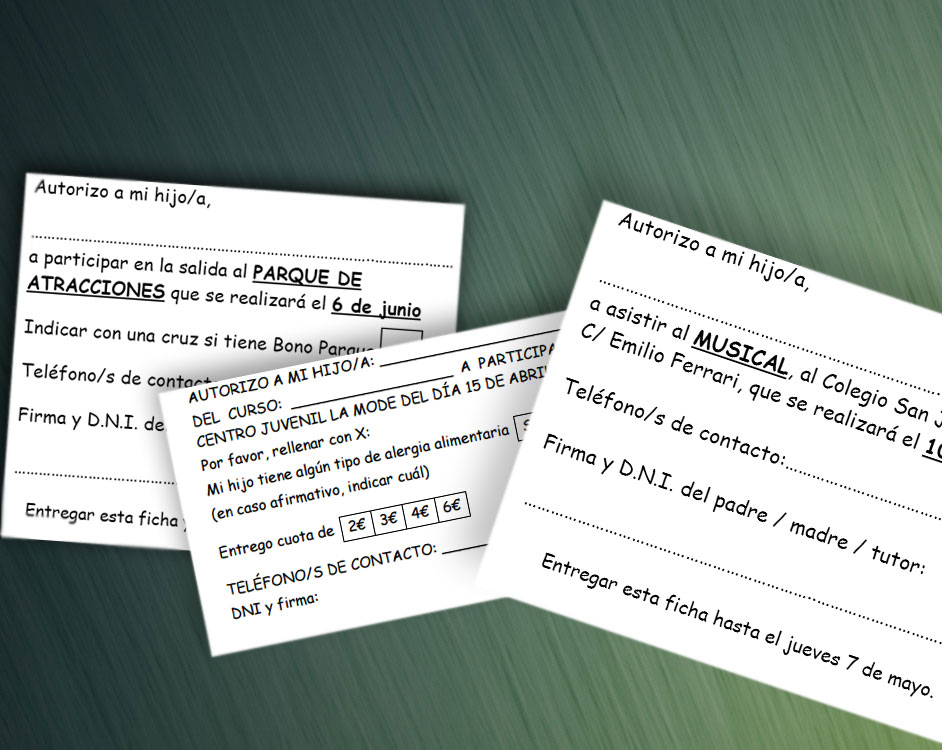 Autorizo a mi hijo/a,
a participar en la salida al PARQUE DE
ATRACCIONES que se realizará el 6 de junio
Indicar con una cruz si tiene Bono Parque
Teléfono/s de contact
Firma y D.N.I. de
Entregar esta ficha
AUTORIZO A MI HIJO/A:
DEL CURSO: A PARTICIPA
CENTRO JUVENIL LA MODE DEL DÍA 15 DE ABRI
Por favor, rellenar con X:
Mi hijo tiene algún tipo de alergia alimentaria
(en caso afirmativo, indicar cuál)
Entrego cuota de 2€ 3€ 4€ 6€
TELÉFONO/S DE CONTACTO:
DNI y firma:
Autorizo a mi hijo/a,
a asistir al MUSICAL, al Colegio San J
C/ Emilio Ferrari, que se realizará el 10
Teléfono/s de contacto:
Firma y D.N.I. del padre / madre / tutor:
Entregar esta ficha hasta el jueves 7 de mayo.